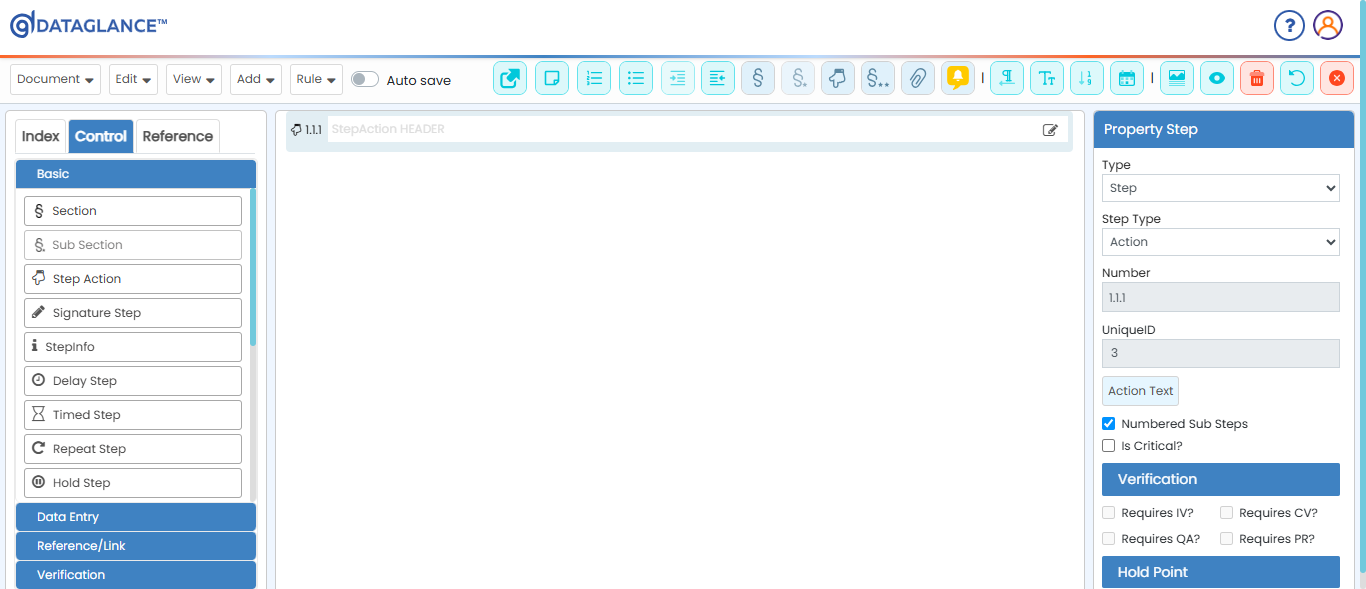 DATAGLANCE™
?
Document
Edit
View
Add
Rule
Auto save
Index
Control
Reference
Basic
Section
Sub Section
Step Action
Signature Step
StepInfo
Delay Step
Timed Step
Repeat Step
Hold Step
Data Entry
Reference/Link
Verification
1.1.1 StepAction HEADER
Property Step
Type
Step
Step Type
Action
Number
1.1.1
UniqueID
3
Action Text
Numbered Sub Steps
Is Critical?
Verification
Requires IV? Requires CV?
Requires QA? Requires PR?
Hold Point